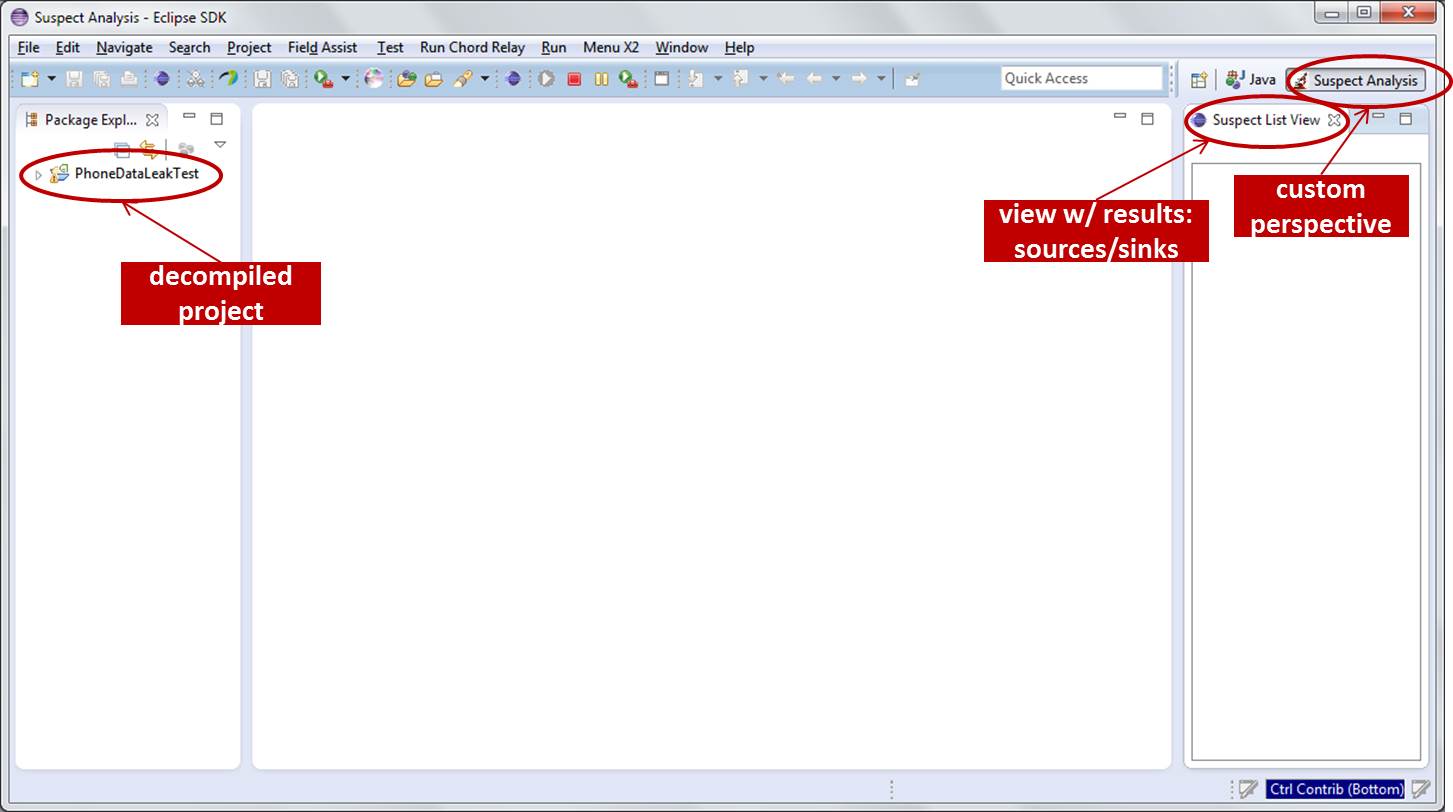 Suspect Analysis - Eclipse SDK
File Edit Navigate Search Project Field Assist Test Run Chord Relay Run Menu X2 Window Help
Quick Access
Java
Suspect Analysis
Package Expl...
Suspect List View
PhoneDataLeakTest
custom
perspective
view w/ results:
sources/sinks
decompiled
project
Ctrl Contrib (Bottom)